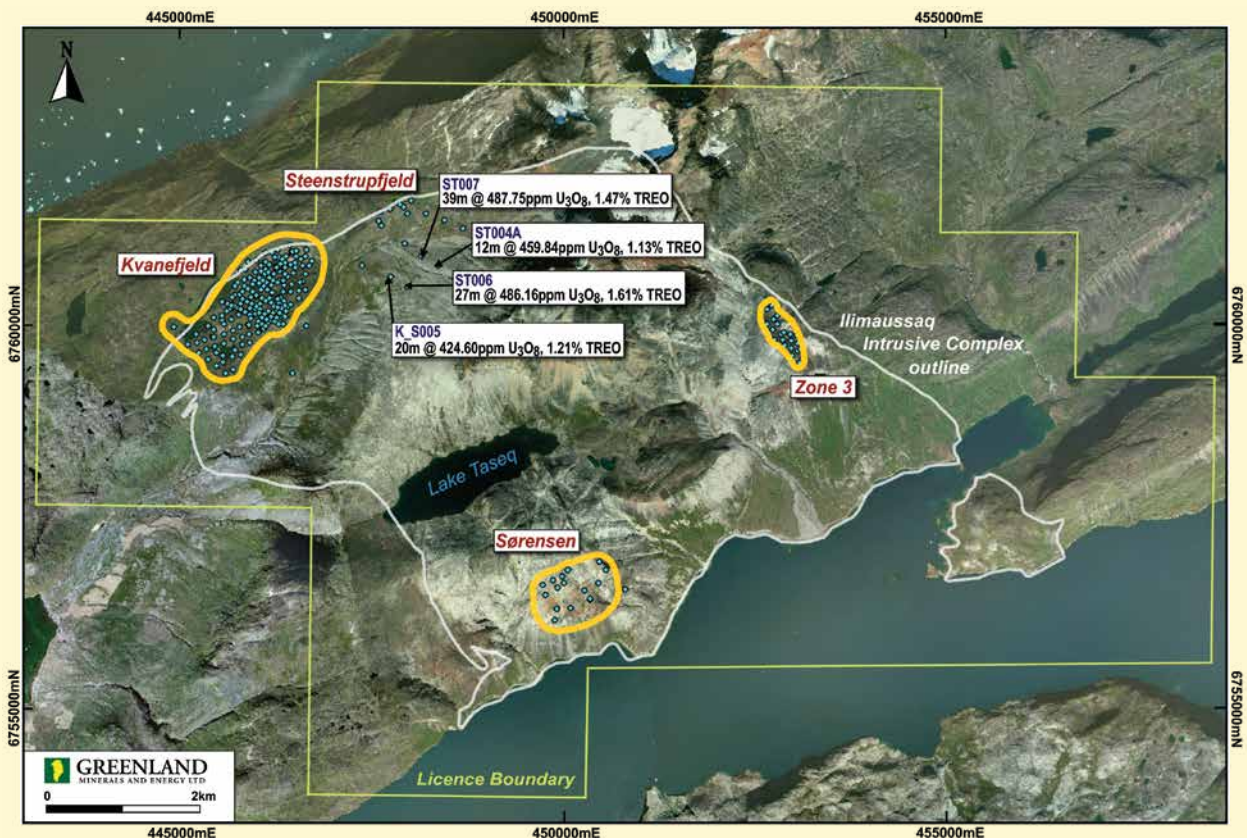 445000mE
450000mE
455000mE
N
Steenstrupfjeld
ST007
39m @ 487.75ppm U₃O₈, 1.47% TREO
ST004A
12m @ 459.84ppm U₃O₈, 1.13% TREO
Kvanefjeld
ST006
27m @ 486.16ppm U₃O₈, 1.61% TREO
K_S005
20m @ 424.60ppm U₃O₈, 1.21% TREO
6760000mN
6760000mN
Ilimaussaq
Intrusive Complex
outline
Zone 3
Lake Taseq
Sørensen
6755000mN
6755000mN
GREENLAND
MINERALS AND ENERGY LTD
0
2km
Licence Boundary
445000mE
450000mE
455000mE